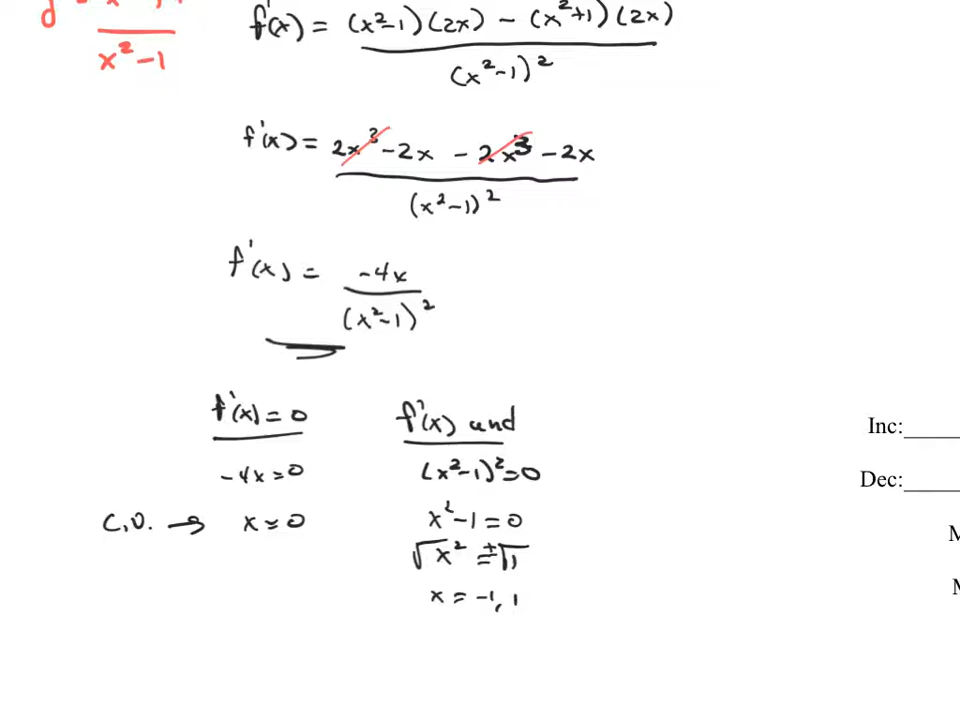 x² - 1
f'(x) = (x²-1)(2x) - (x²+1)(2x)
(x²-1)²
f'(x) = 2x³ - 2x - 2x³ - 2x
(x²-1)²
f'(x) = -4x
(x²-1)²
f'(x) = 0
-4x = 0
C.V. → x = 0
f'(x) und
(x²-1)² = 0
x² - 1 = 0
√x² = ±√1
x = -1, 1
Inc:_____
Dec:_____